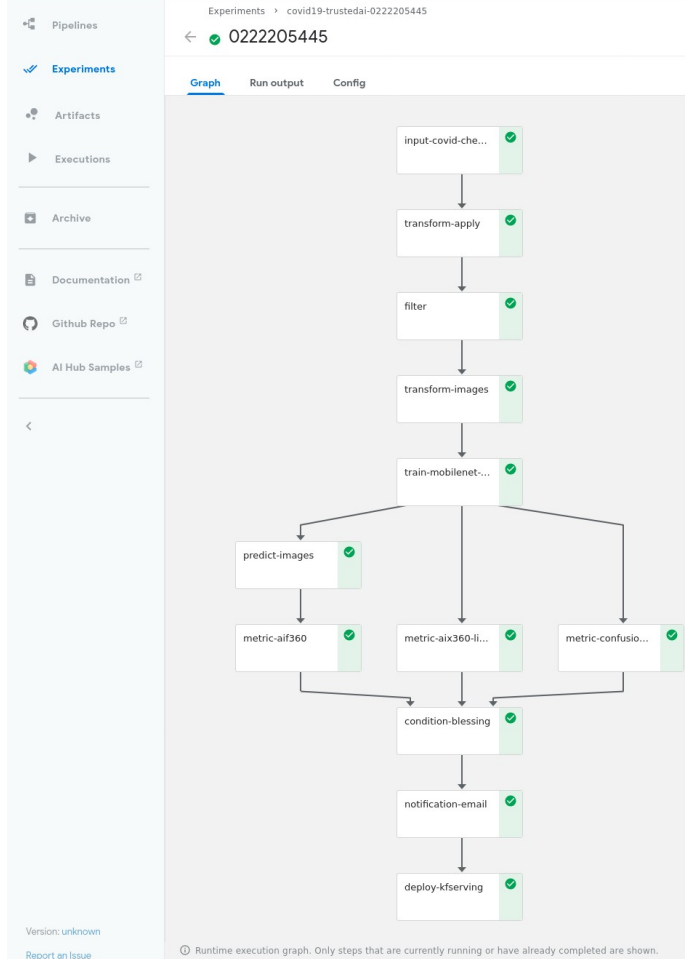 Pipelines
Experiments
Artifacts
Executions
Archive
Documentation
Github Repo
AI Hub Samples
Version: unknown
Report an Issue
Experiments › covid19-trustedai-0222205445
0222205445
Graph Run output Config
input-covid-che...
transform-apply
filter
transform-images
train-mobilenet-...
predict-images
metric-aif360 metric-aix360-li... metric-confusio...
condition-blessing
notification-email
deploy-kfserving
Runtime execution graph. Only steps that are currently running or have already completed are shown.